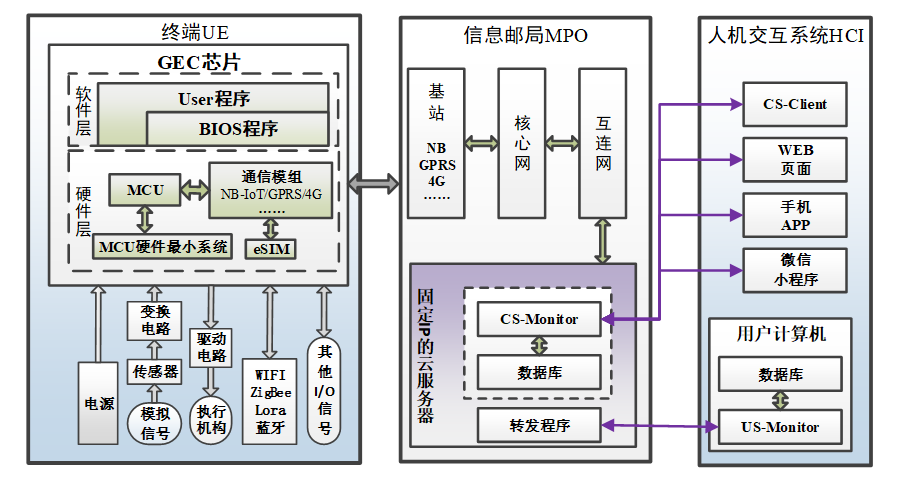 终端UE
GEC芯片
软件层
User程序
BIOS程序
硬件层
MCU
通信模组
NB-IoT/GPRS/4G
……
MCU硬件最小系统
eSIM
电源
变换
电路
传感器
模拟
信号
驱动
电路
执行
机构
WIFI
ZigBee
Lora
蓝牙
其他I/O信号
信息邮局MPO
基站
NB
GPRS
4G
……
核心网
互连网
固定IP的云服务器
CS-Monitor
数据库
转发程序
人机交互系统HCI
CS-Client
WEB
页面
手机
APP
微信
小程序
用户计算机
数据库
US-Monitor